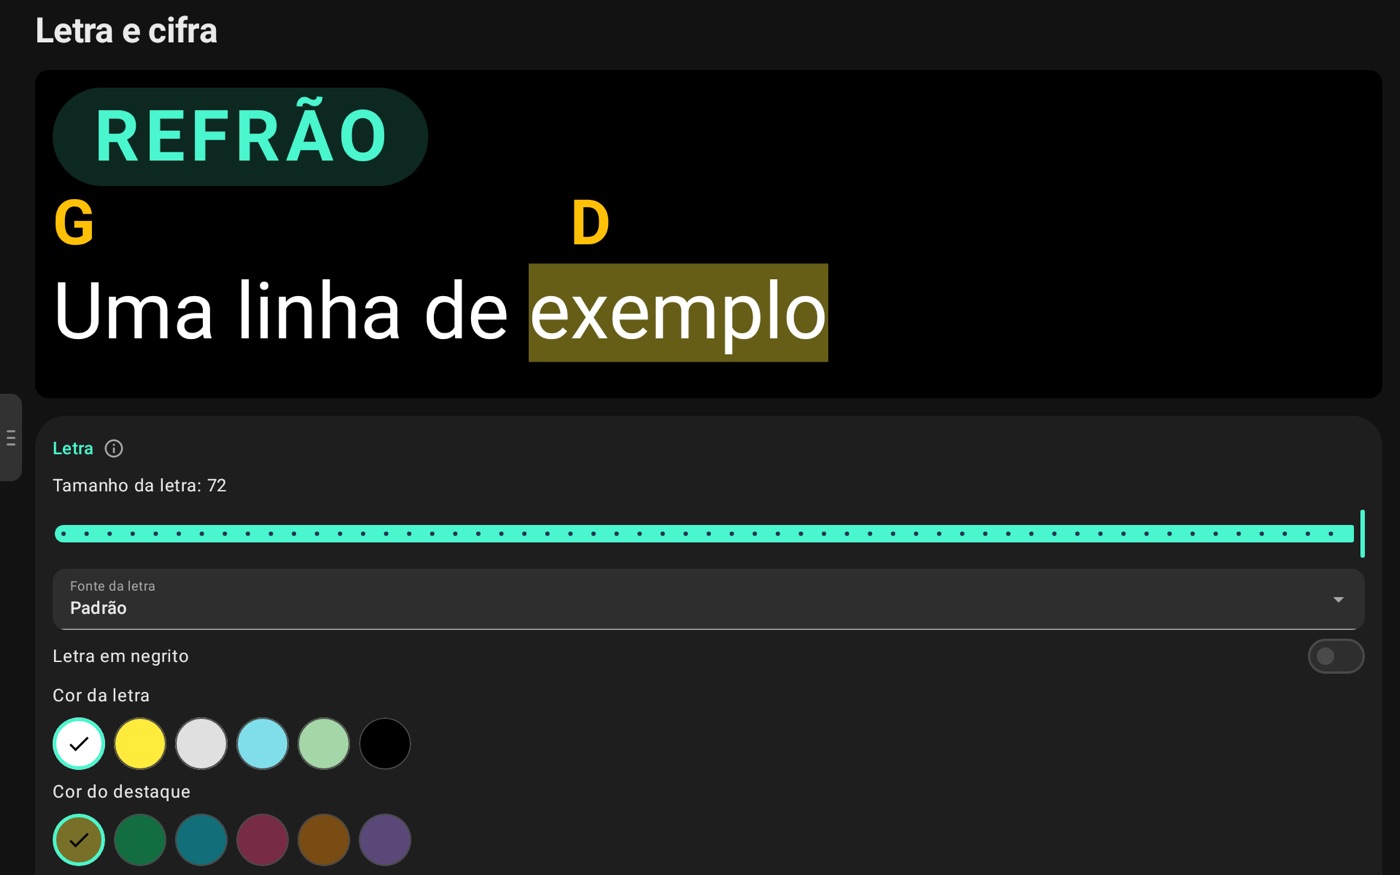 Letra e cifra
REFRÃO
G D
Uma linha de exemplo
Letra
Tamanho da letra: 72
Fonte da letra
Padrão
Letra em negrito
Cor da letra
Cor do destaque